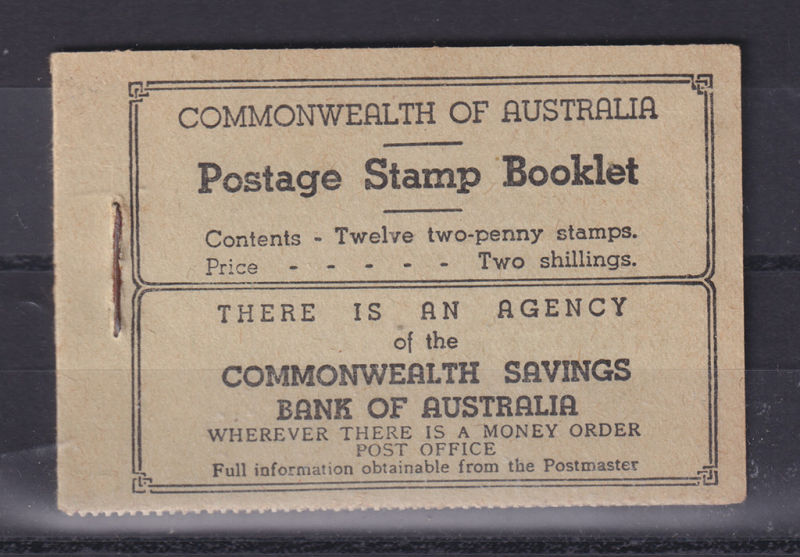 COMMONWEALTH OF AUSTRALIA
Postage Stamp Booklet
Contents - Twelve two-penny stamps.
Price - - - - - Two shillings.
THERE IS AN AGENCY
of the
COMMONWEALTH SAVINGS
BANK OF AUSTRALIA
WHEREVER THERE IS A MONEY ORDER
POST OFFICE
Full information obtainable from the Postmaster